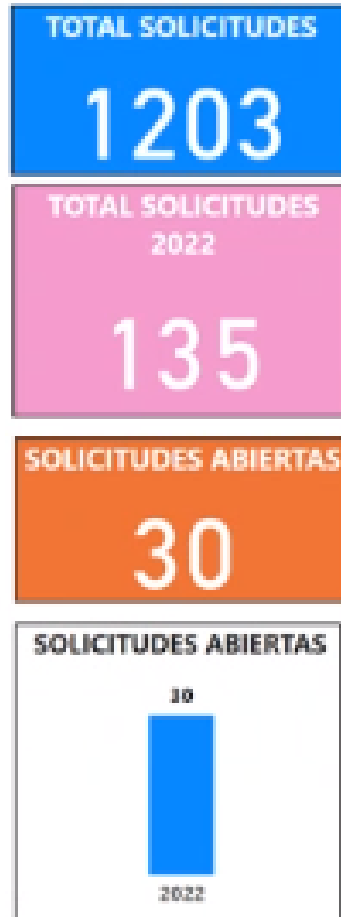 TOTAL SOLICITUDES
1203
TOTAL SOLICITUDES
2022
135
SOLICITUDES ABIERTAS
30
SOLICITUDES ABIERTAS
30
2022